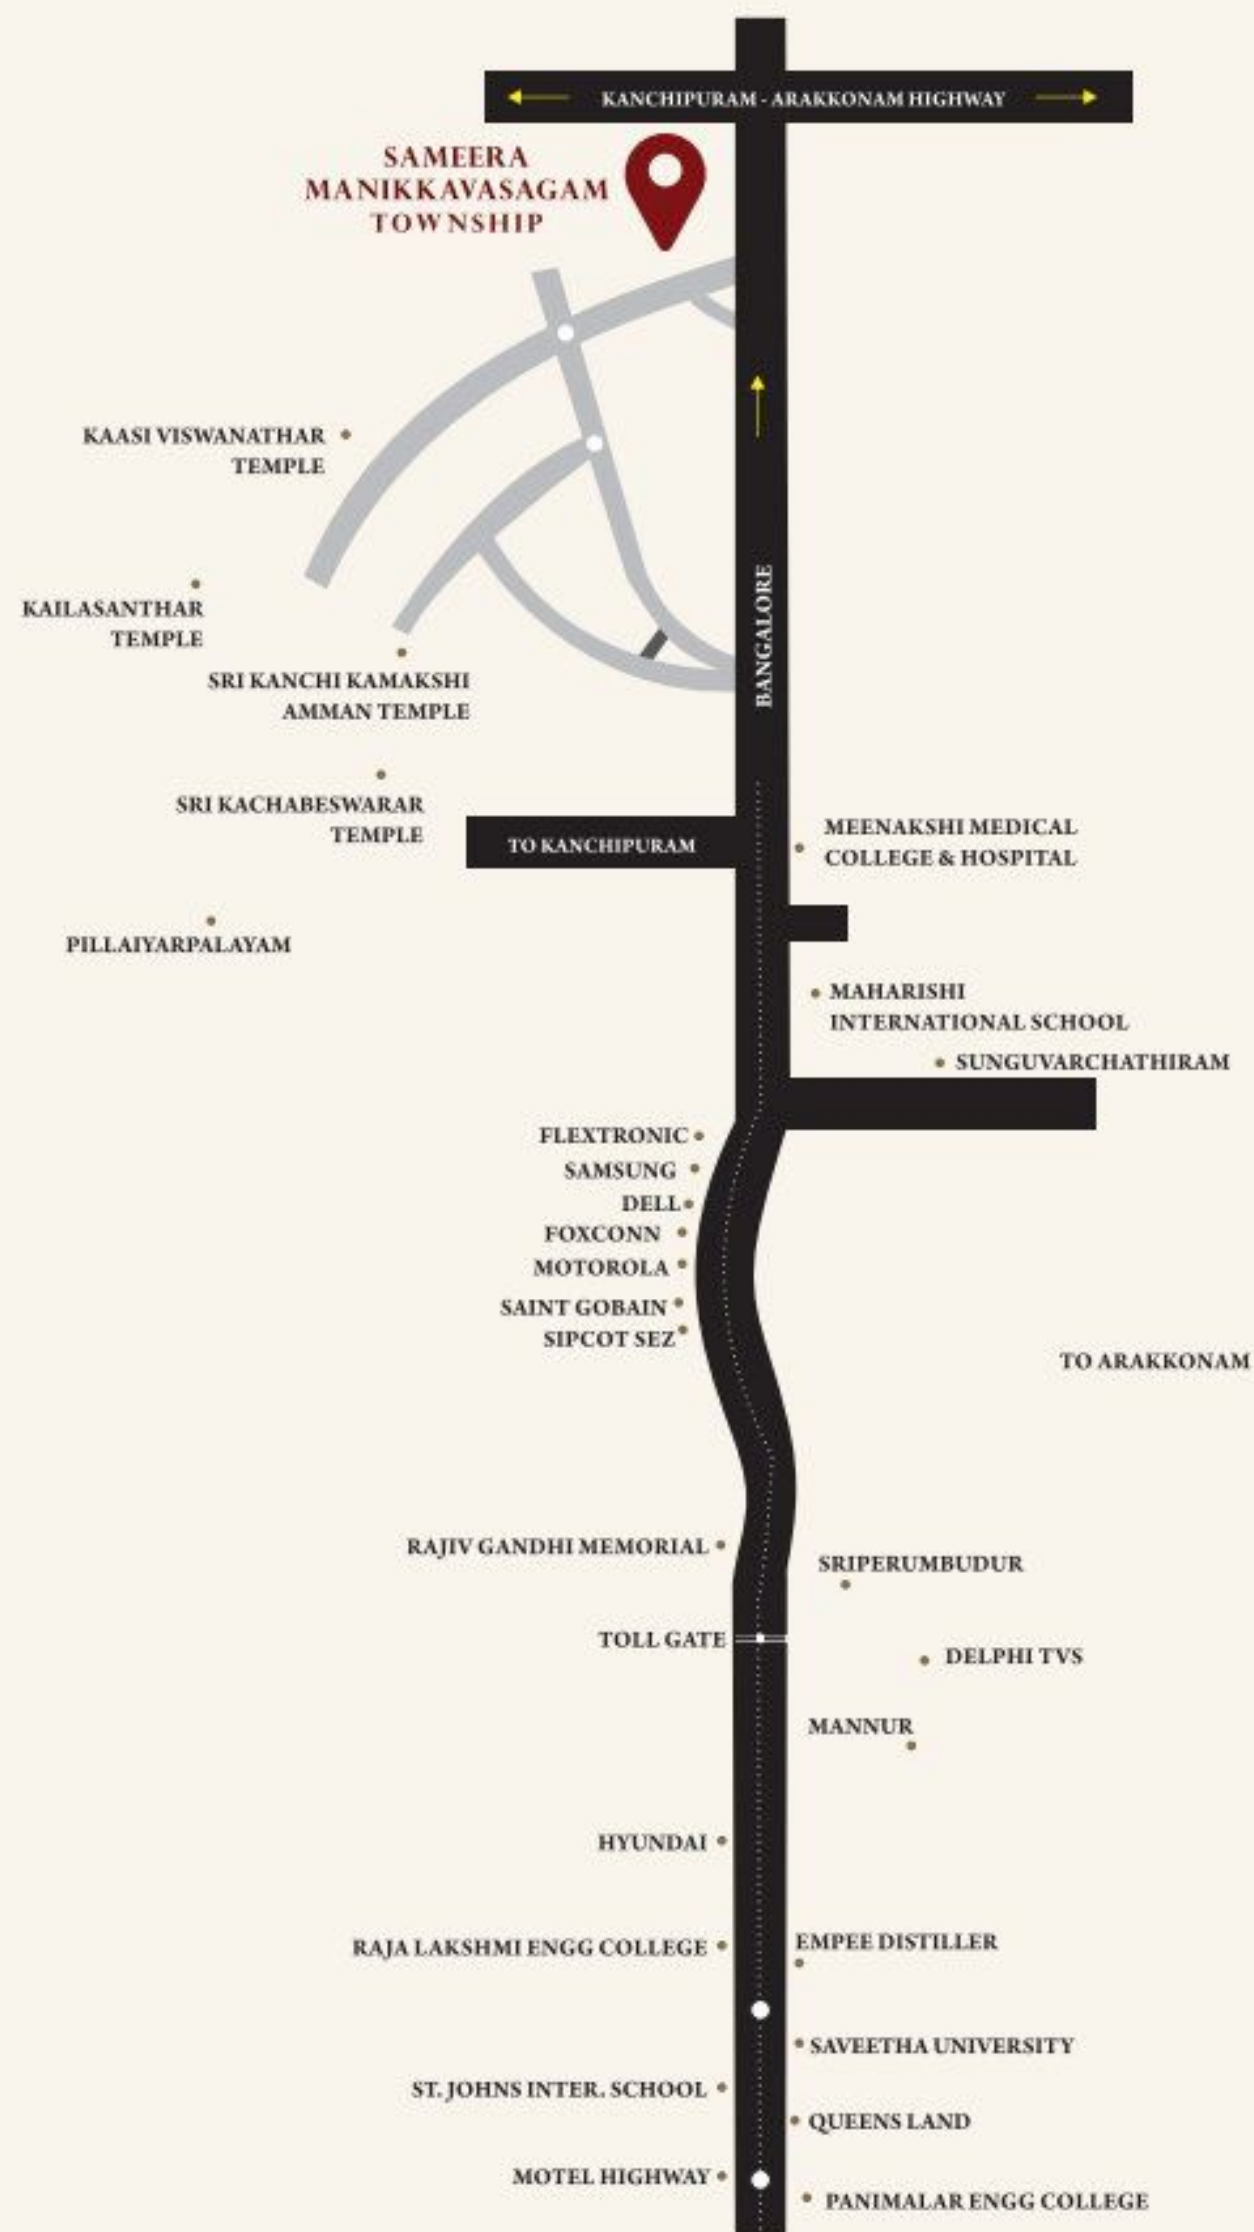 KANCHIPURAM - ARAKKONAM HIGHWAY
SAMEERA
MANIKKAVASAGAM
TOWNSHIP
KAASI VISWANATHAR
TEMPLE
KAILASANTHAR
TEMPLE
BANGALORE
SRI KANCHI KAMAKSHI
AMMAN TEMPLE
SRI KACHABESWARAR
TEMPLE
TO KANCHIPURAM
MEENAKSHI MEDICAL
COLLEGE & HOSPITAL
PILLAIYARPALAYAM
MAHARISHI
INTERNATIONAL SCHOOL
SUNGUVARCHATHIRAM
FLEXTRONIC
SAMSUNG
DELL
FOXCONN
MOTOROLA
SAINT GOBAIN
SIPCOT SEZ
TO ARAKKONAM
RAJIV GANDHI MEMORIAL
SRIPERUMBUDUR
TOLL GATE
DELPHI TVS
MANNUR
HYUNDAI
RAJA LAKSHMI ENGG COLLEGE
EMPEE DISTILLER
SAVEETHA UNIVERSITY
ST. JOHNS INTER. SCHOOL
QUEENS LAND
MOTEL HIGHWAY
PANIMALAR ENGG COLLEGE